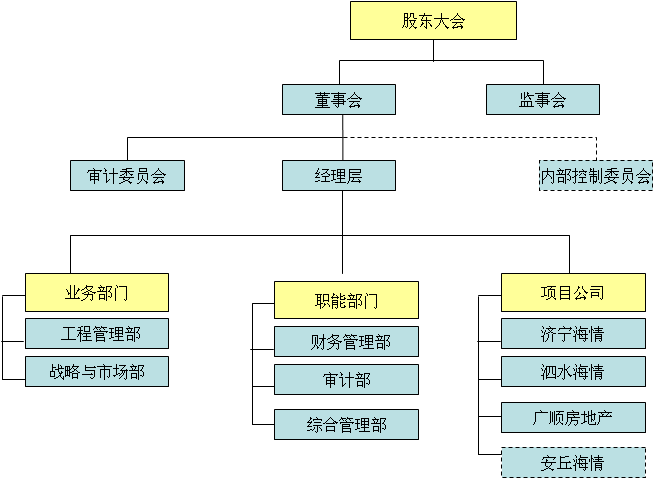 股东大会
董事会
监事会
审计委员会
经理层
内部控制委员会
业务部门
工程管理部
战略与市场部
职能部门
财务管理部
审计部
综合管理部
项目公司
济宁海情
泗水海情
广顺房地产
安丘海情